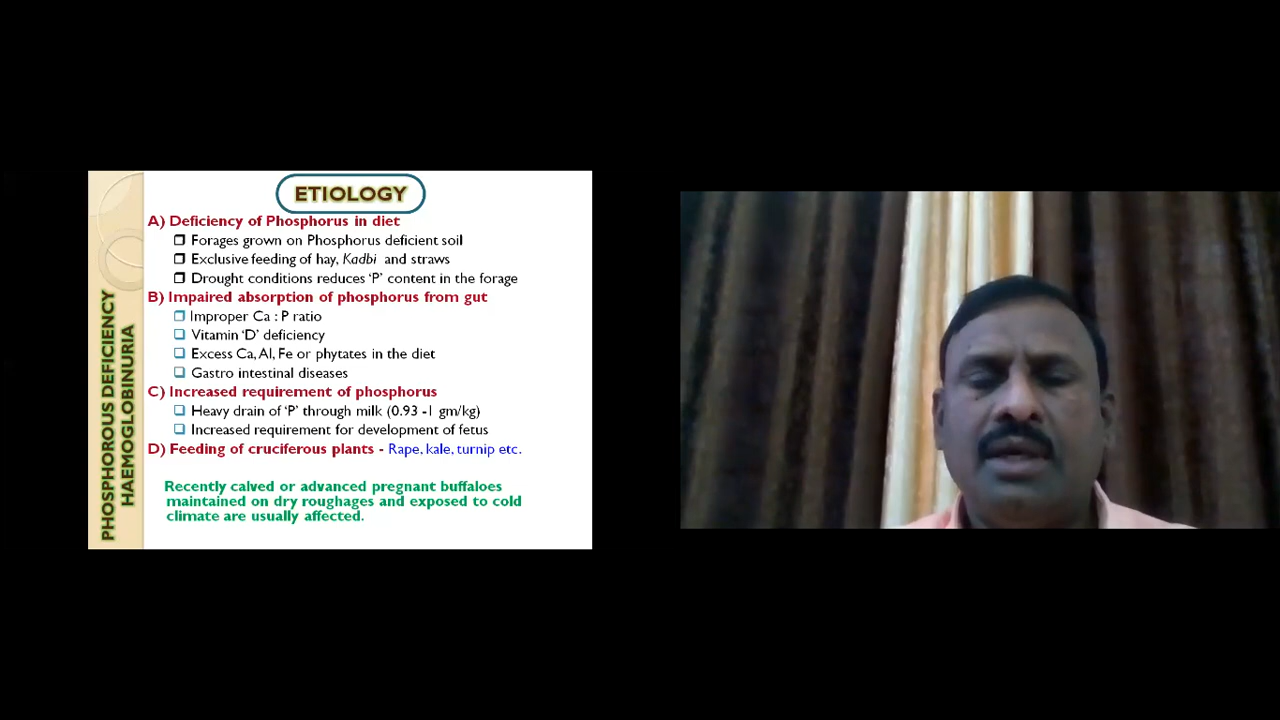 PHOSPHOROUS DEFICIENCY
HAEMOGLOBINURIA
ETIOLOGY
A) Deficiency of Phosphorus in diet
❐ Forages grown on Phosphorus deficient soil
❐ Exclusive feeding of hay, Kadbi and straws
❐ Drought conditions reduces 'P' content in the forage
B) Impaired absorption of phosphorus from gut
❐ Improper Ca : P ratio
❑ Vitamin 'D' deficiency
❑ Excess Ca, Al, Fe or phytates in the diet
❑ Gastro intestinal diseases
C) Increased requirement of phosphorus
❑ Heavy drain of 'P' through milk (0.93 -1 gm/kg)
❑ Increased requirement for development of fetus
D) Feeding of cruciferous plants - Rape, kale, turnip etc.
Recently calved or advanced pregnant buffaloes
maintained on dry roughages and exposed to cold
climate are usually affected.